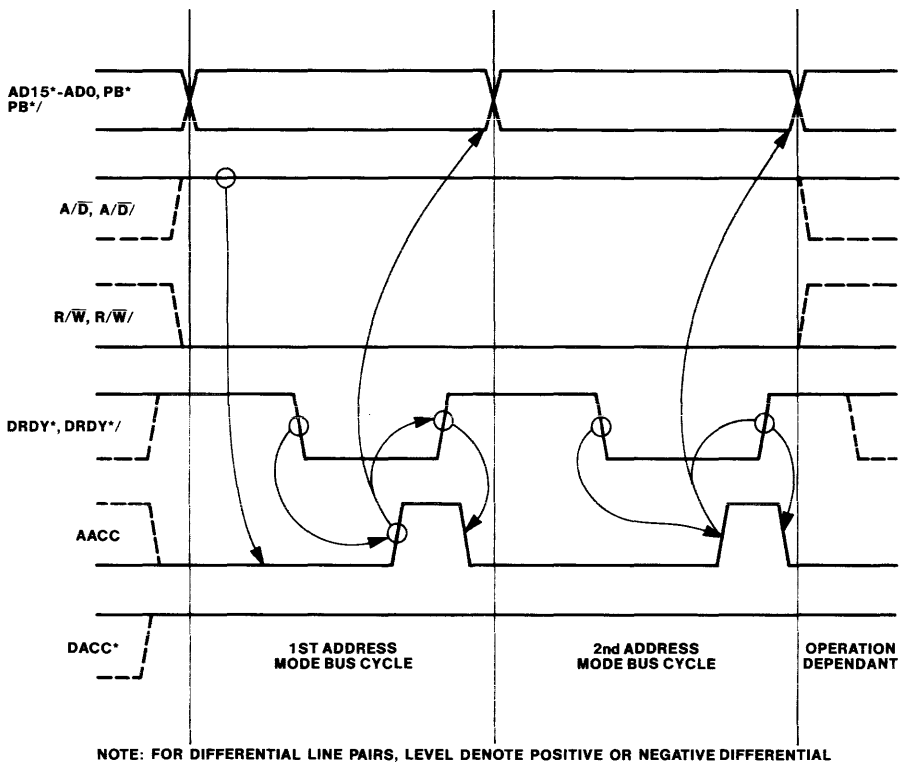 AD15*-AD0, PB*
PB*/
A/D̅, A/D̅/
R/W̅, R/W̅/
DRDY*, DRDY*/
AACC
DACC*
1ST ADDRESS
MODE BUS CYCLE
2nd ADDRESS
MODE BUS CYCLE
OPERATION
DEPENDANT
NOTE: FOR DIFFERENTIAL LINE PAIRS, LEVEL DENOTE POSITIVE OR NEGATIVE DIFFERENTIAL